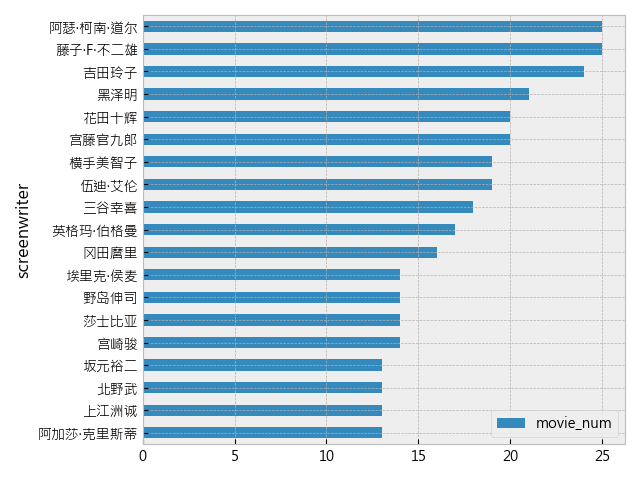 阿瑟·柯南·道尔
藤子·F·不二雄
吉田玲子
黑泽明
花田十辉
宫藤官九郎
横手美智子
伍迪·艾伦
三谷幸喜
英格玛·伯格曼
冈田麿里
埃里克·侯麦
野岛伸司
莎士比亚
宫崎骏
坂元裕二
北野武
上江洲诚
阿加莎·克里斯蒂
screenwriter
movie_num
0 5 10 15 20 25